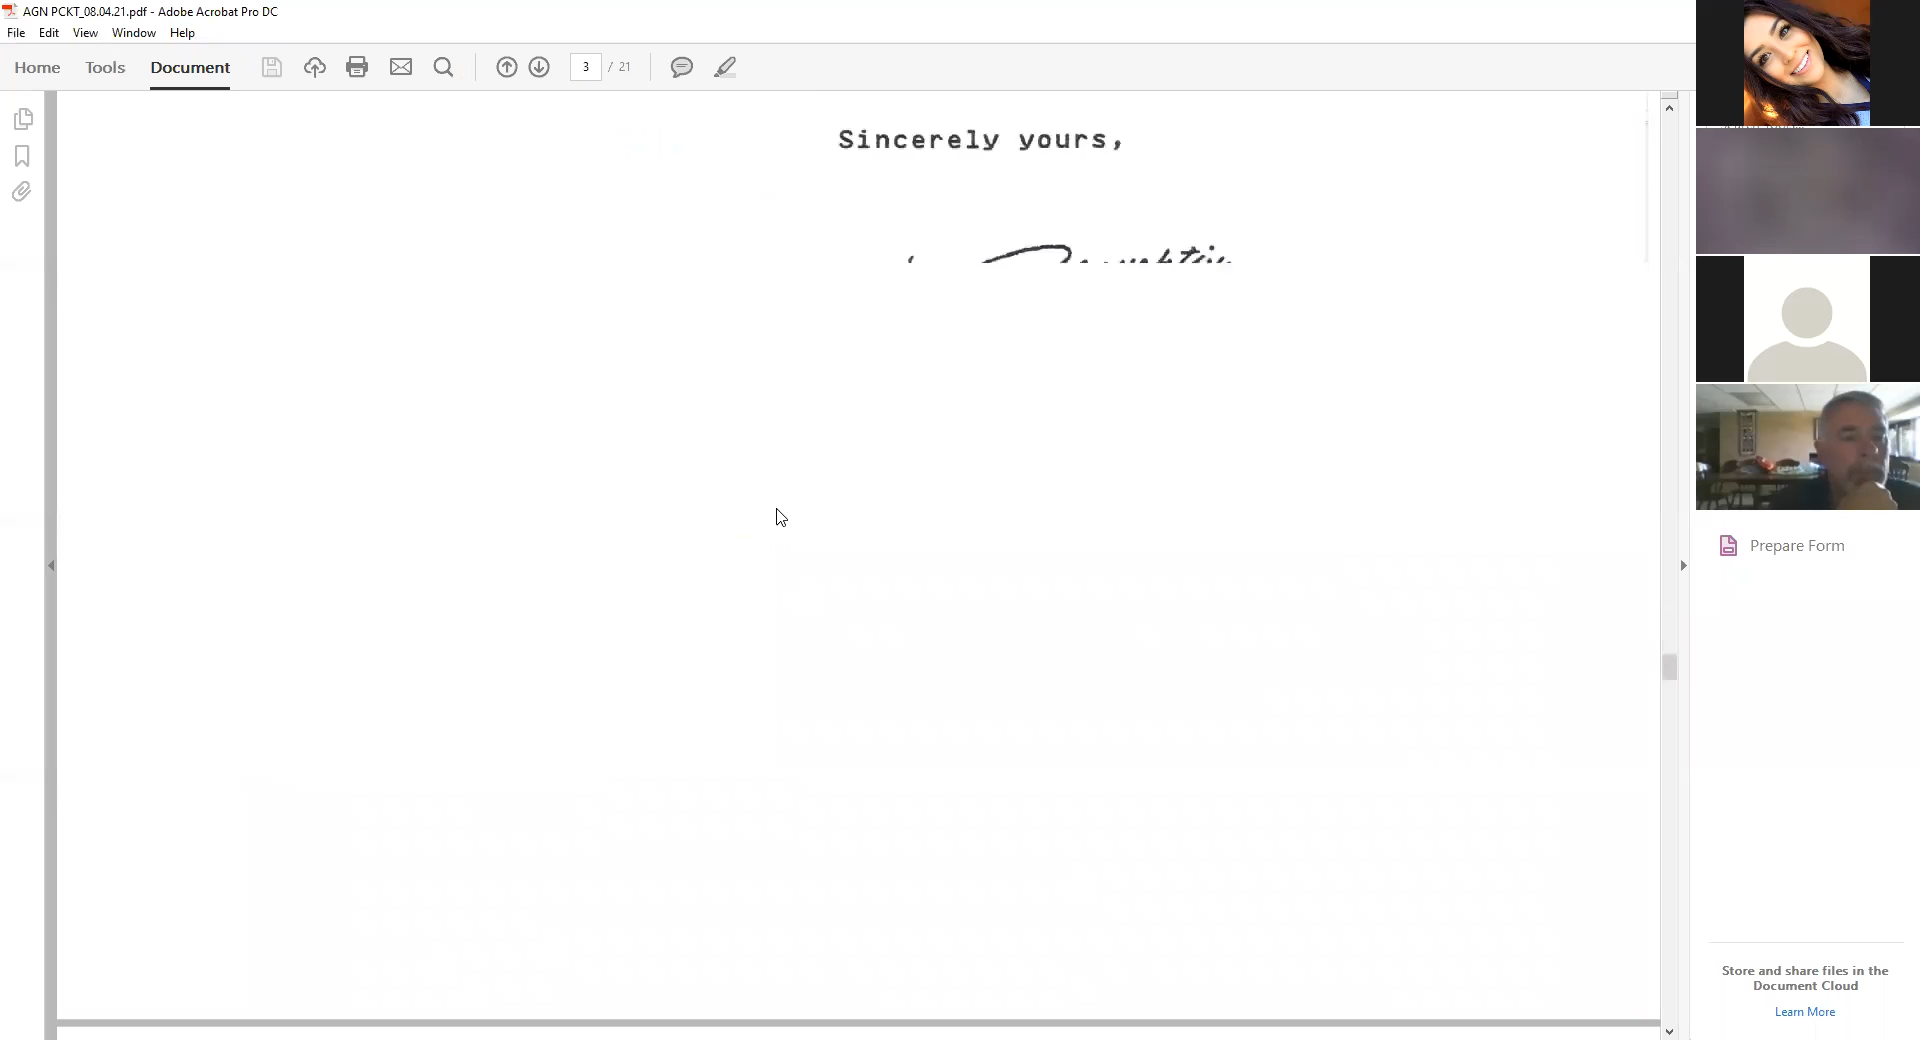 AGN PCKT_08.04.21.pdf - Adobe Acrobat Pro DC
File Edit View Window Help
Home Tools Document 3 / 21
Sincerely yours,
Prepare Form
Store and share files in the
Document Cloud
Learn More